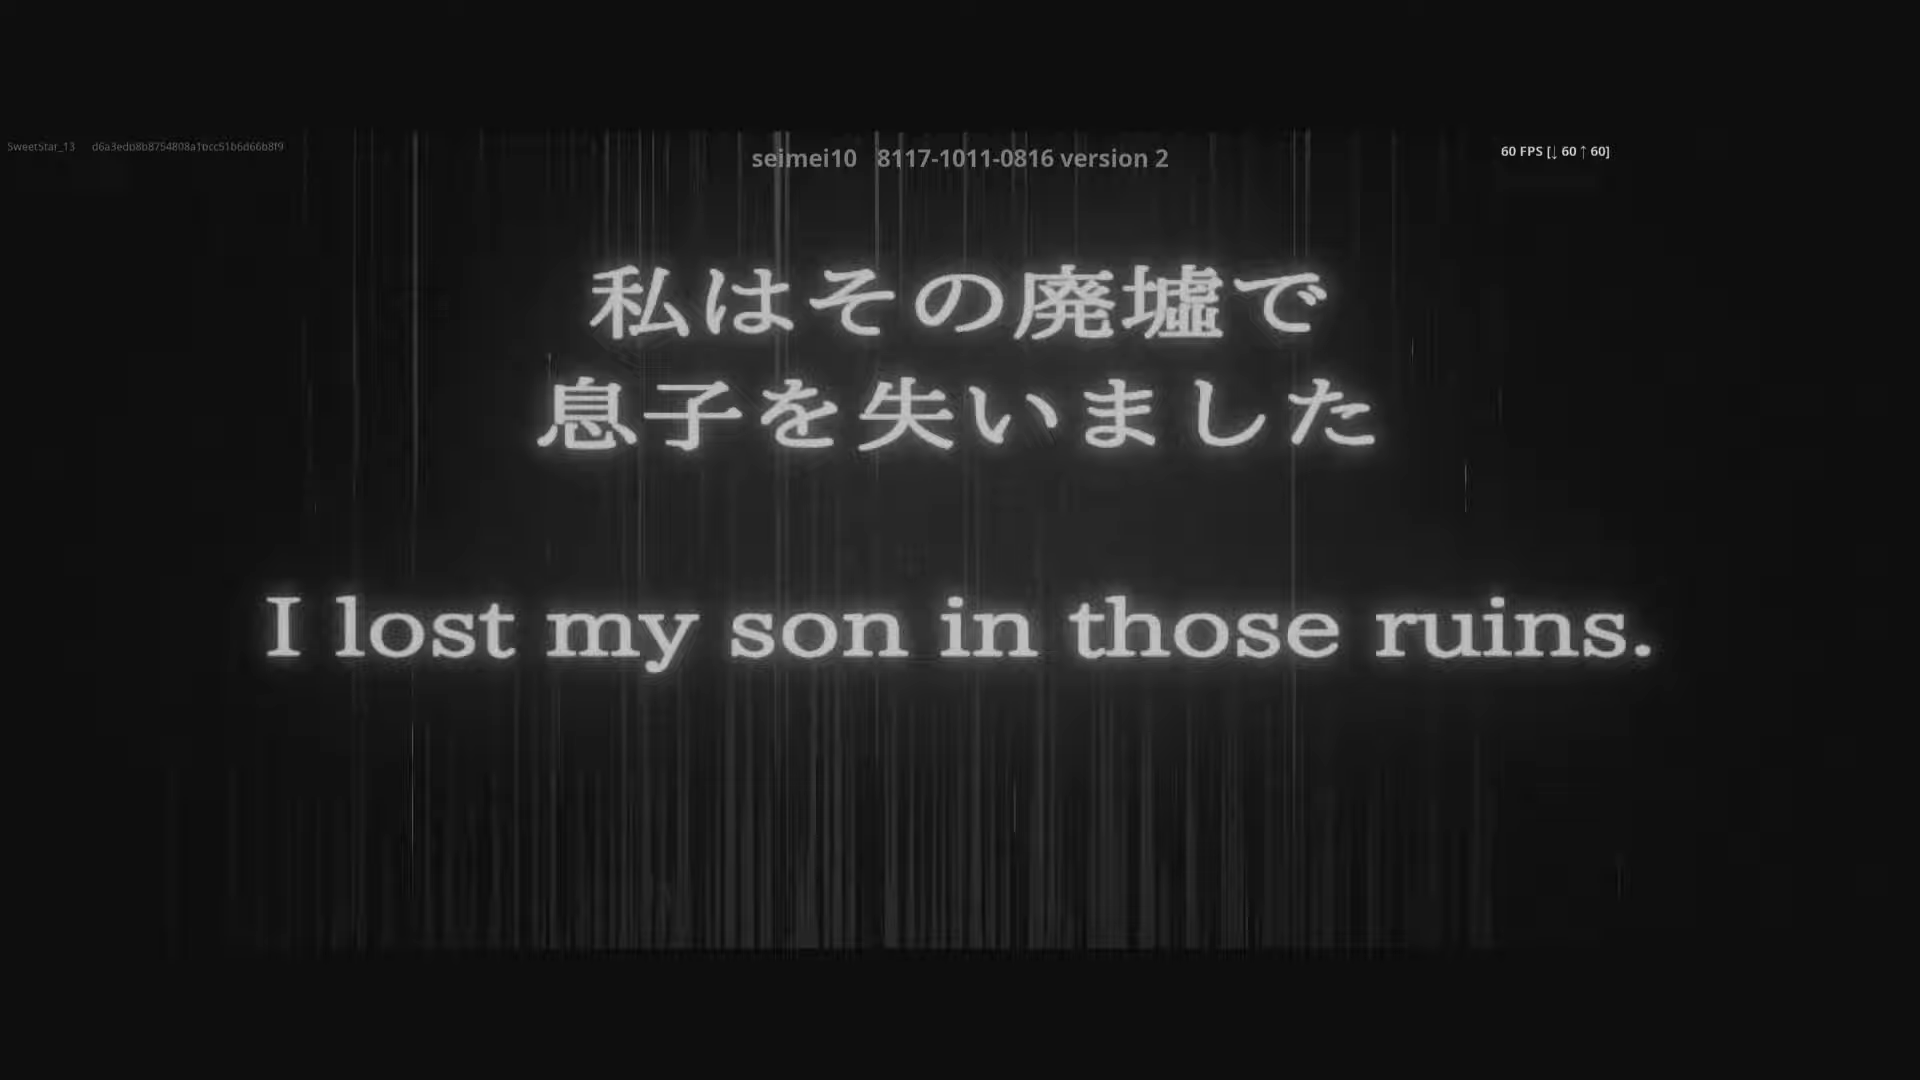 SweetStar_13 d6a3edb8b8754808a1bcc51b6d66b8f9
seimei10 8117-1011-0816 version 2
60 FPS [↓ 60 ↑ 60]
私はその廃墟で
息子を失いました
I lost my son in those ruins.